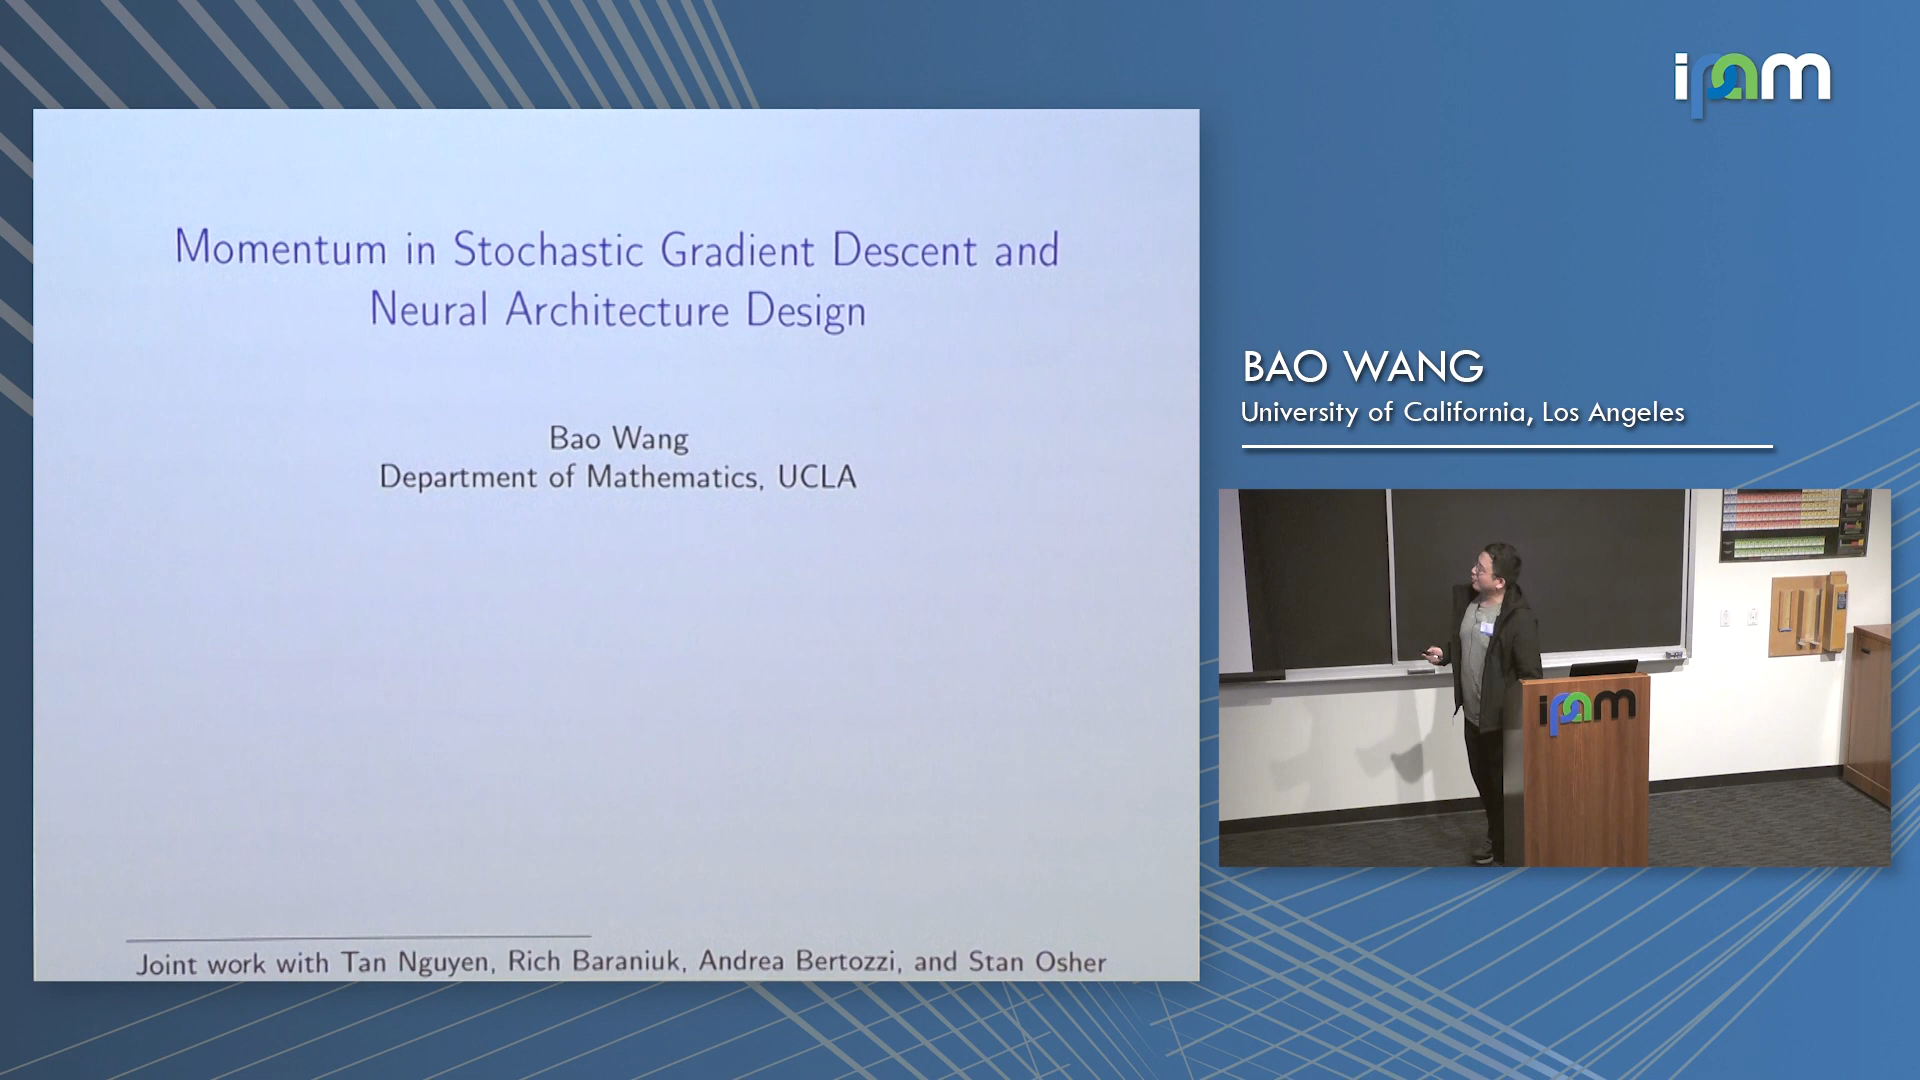 ipam
Momentum in Stochastic Gradient Descent and
Neural Architecture Design
Bao Wang
Department of Mathematics, UCLA
Joint work with Tan Nguyen, Rich Baraniuk, Andrea Bertozzi, and Stan Osher
BAO WANG
University of California, Los Angeles
ipam